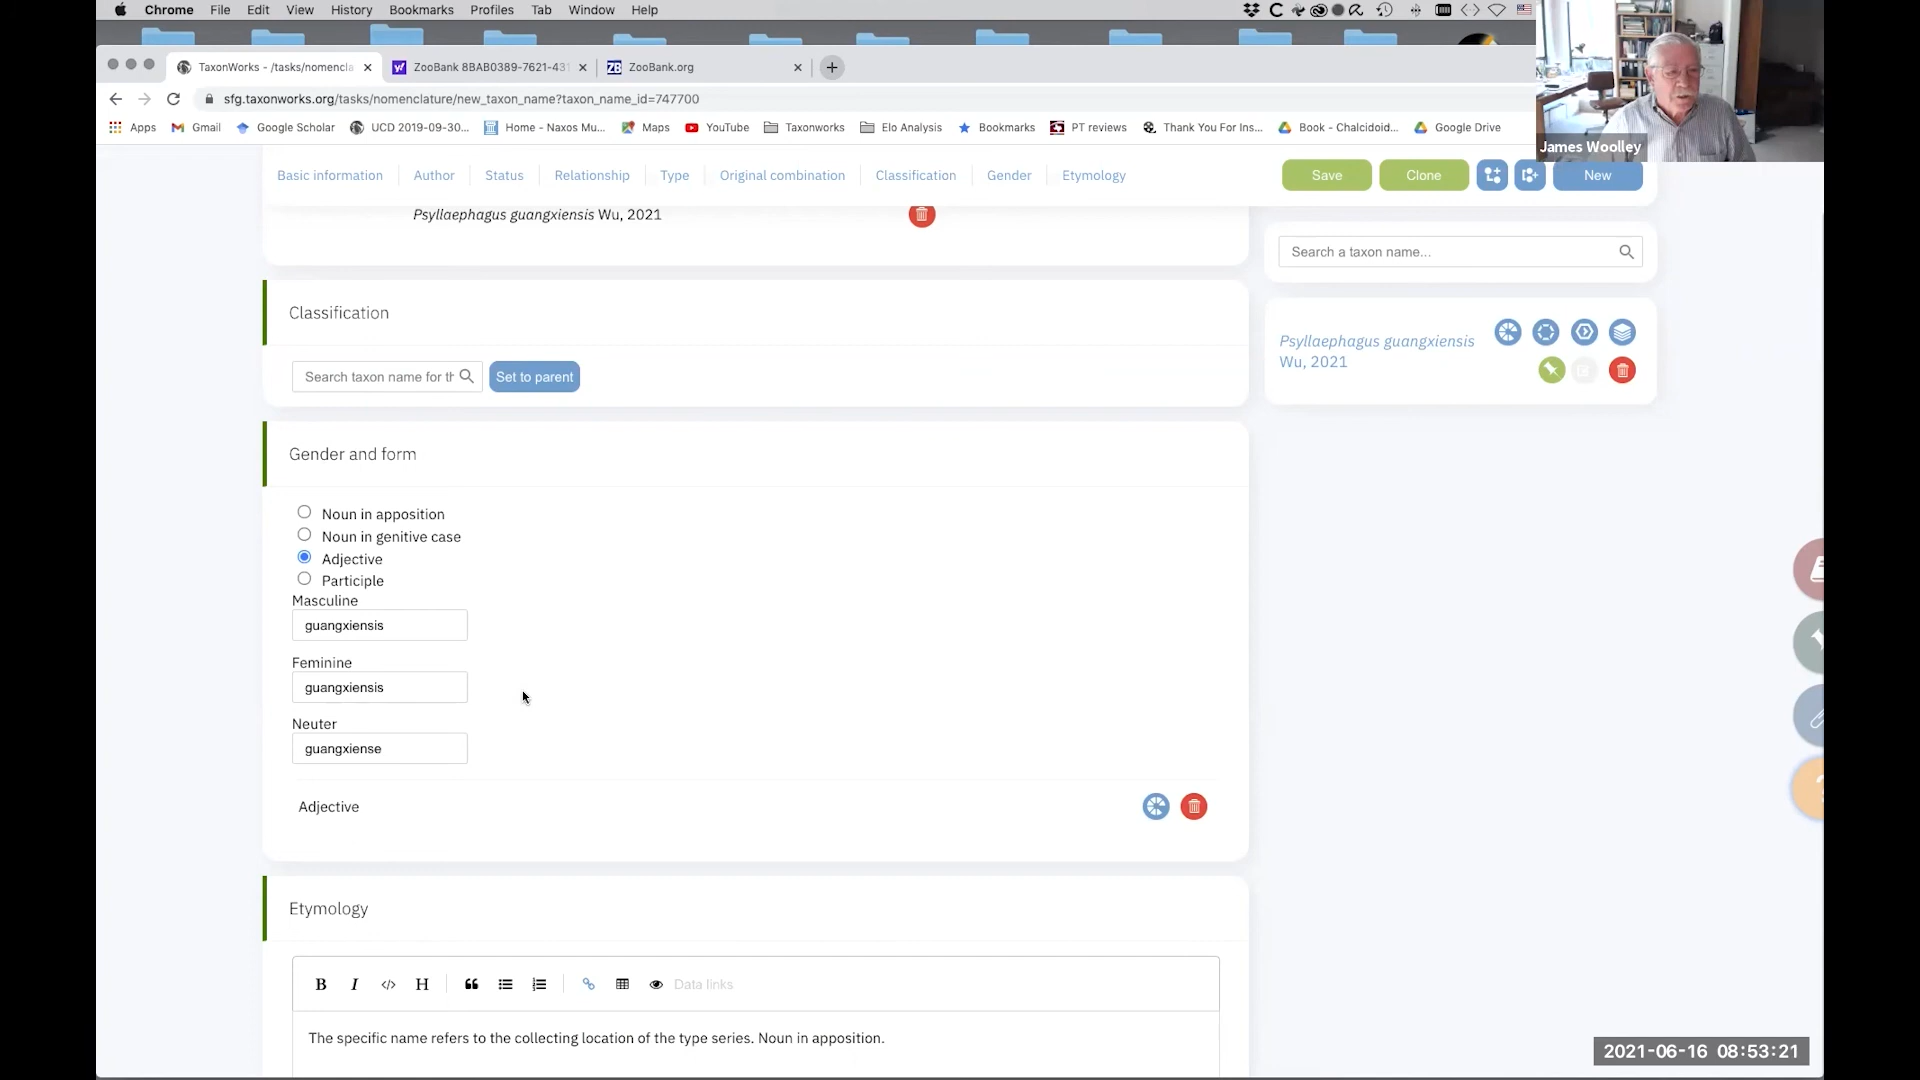 Chrome File Edit View History Bookmarks Profiles Tab Window Help
TaxonWorks - /tasks/nomencla
ZooBank 8BAB0389-7621-431
ZooBank.org
sfg.taxonworks.org/tasks/nomenclature/new_taxon_name?taxon_name_id=747700
Apps Gmail Google Scholar UCD 2019-09-30... Home - Naxos Mu... Maps YouTube Taxonworks Elo Analysis Bookmarks PT reviews Thank You For Ins... Book - Chalcidoid... Google Drive
James Woolley
Basic information Author Status Relationship Type Original combination Classification Gender Etymology
Save Clone New
Psyllaephagus guangxiensis Wu, 2021
Search a taxon name...
Classification
Search taxon name for th
Set to parent
Psyllaephagus guangxiensis
Wu, 2021
Gender and form
Noun in apposition
Noun in genitive case
Adjective
Participle
Masculine
guangxiensis
Feminine
guangxiensis
Neuter
guangxiense
Adjective
Etymology
B I </> H Data links
The specific name refers to the collecting location of the type series. Noun in apposition.
2021-06-16 08:53:21